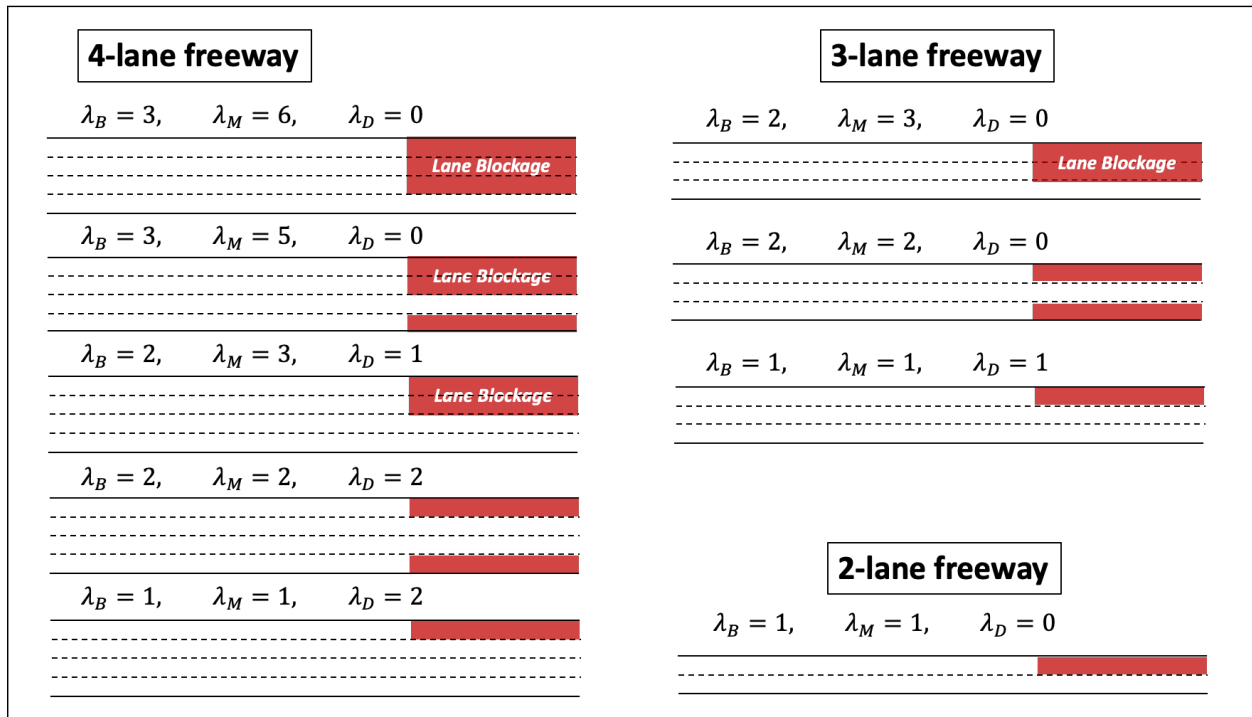 4-lane freeway
λ_B = 3, λ_M = 6, λ_D = 0
Lane Blockage
λ_B = 3, λ_M = 5, λ_D = 0
Lane Blockage
λ_B = 2, λ_M = 3, λ_D = 1
Lane Blockage
λ_B = 2, λ_M = 2, λ_D = 2
λ_B = 1, λ_M = 1, λ_D = 2
3-lane freeway
λ_B = 2, λ_M = 3, λ_D = 0
Lane Blockage
λ_B = 2, λ_M = 2, λ_D = 0
λ_B = 1, λ_M = 1, λ_D = 1
2-lane freeway
λ_B = 1, λ_M = 1, λ_D = 0